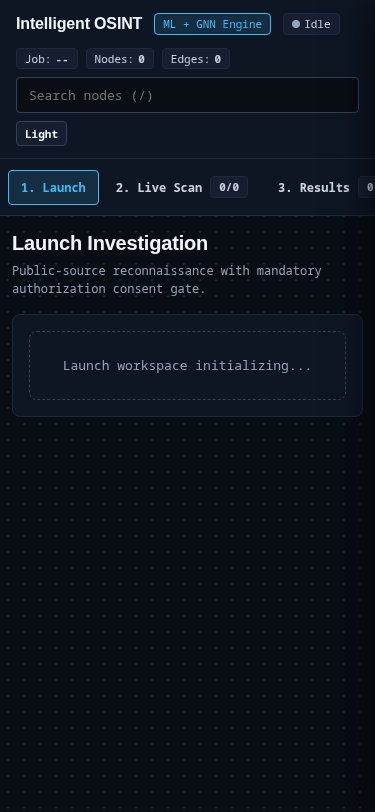 Intelligent OSINT ML + GNN Engine Idle
Job: -- Nodes: 0 Edges: 0
Search nodes (/)
Light
1. Launch 2. Live Scan 0/0 3. Results 0
Launch Investigation
Public-source reconnaissance with mandatory
authorization consent gate.
Launch workspace initializing...